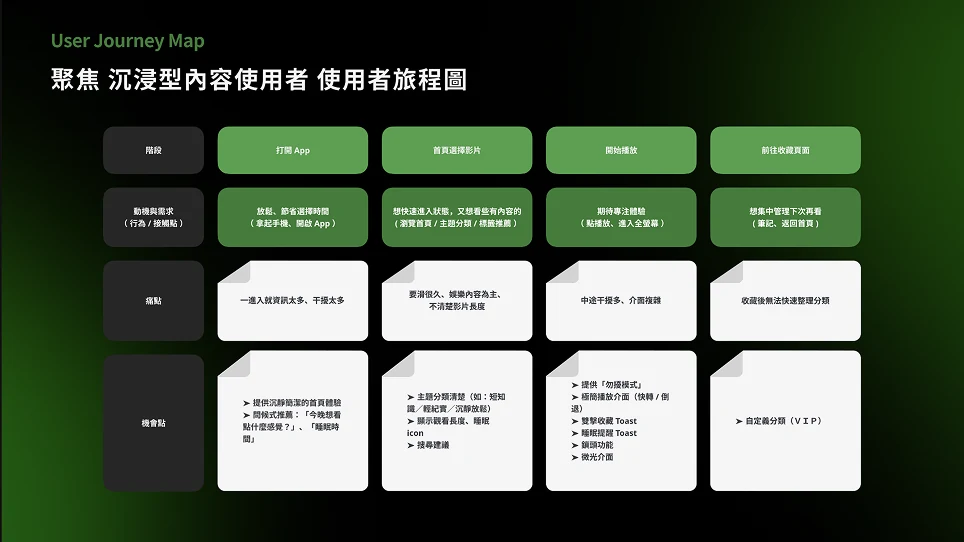 User Journey Map
聚焦 沉浸型內容使用者 使用者旅程圖
階段
打開 App
首頁選擇影片
開始播放
前往收藏頁面
動機與需求
（ 行為 / 接觸點 ）
放鬆、節省選擇時間
（ 拿起手機、開啟 App ）
想快速進入狀態，又想看些有內容的
( 瀏覽首頁 / 主題分類 / 標籤推薦 ）
期待專注體驗
（ 點播放、進入全螢幕 ）
想集中管理下次再看
( 筆記、返回首頁 )
痛點
一進入就資訊太多、干擾太多
要滑很久、娛樂內容為主、
不清楚影片長度
中途干擾多、介面複雜
收藏後無法快速整理分類
機會點
➤ 提供沉靜簡潔的首頁體驗
➤ 問候式推薦：「今晚想看
點什麼感覺？」、「睡眠時
間」
➤ 主題分類清楚（如：短知
識／輕紀實／沉靜放鬆）
➤ 顯示觀看長度、睡眠
icon
➤ 搜尋建議
➤ 提供「勿擾模式」
➤ 極簡播放介面（快轉 / 倒
退）
➤ 雙擊收藏 Toast
➤ 睡眠提醒 Toast
➤ 鎖頭功能
➤ 微光介面
➤ 自定義分類（ＶＩＰ）